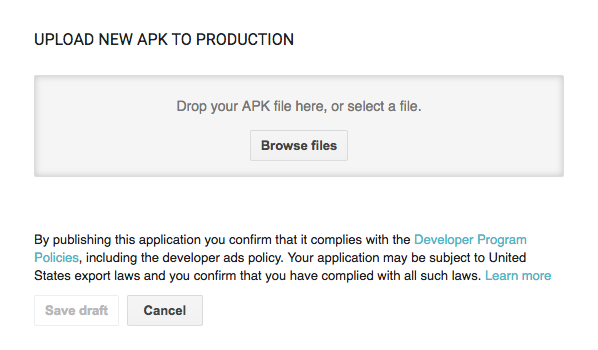 UPLOAD NEW APK TO PRODUCTION
Drop your APK file here, or select a file.
Browse files
By publishing this application you confirm that it complies with the Developer Program
Policies, including the developer ads policy. Your application may be subject to United
States export laws and you confirm that you have complied with all such laws. Learn more
Save draft
Cancel